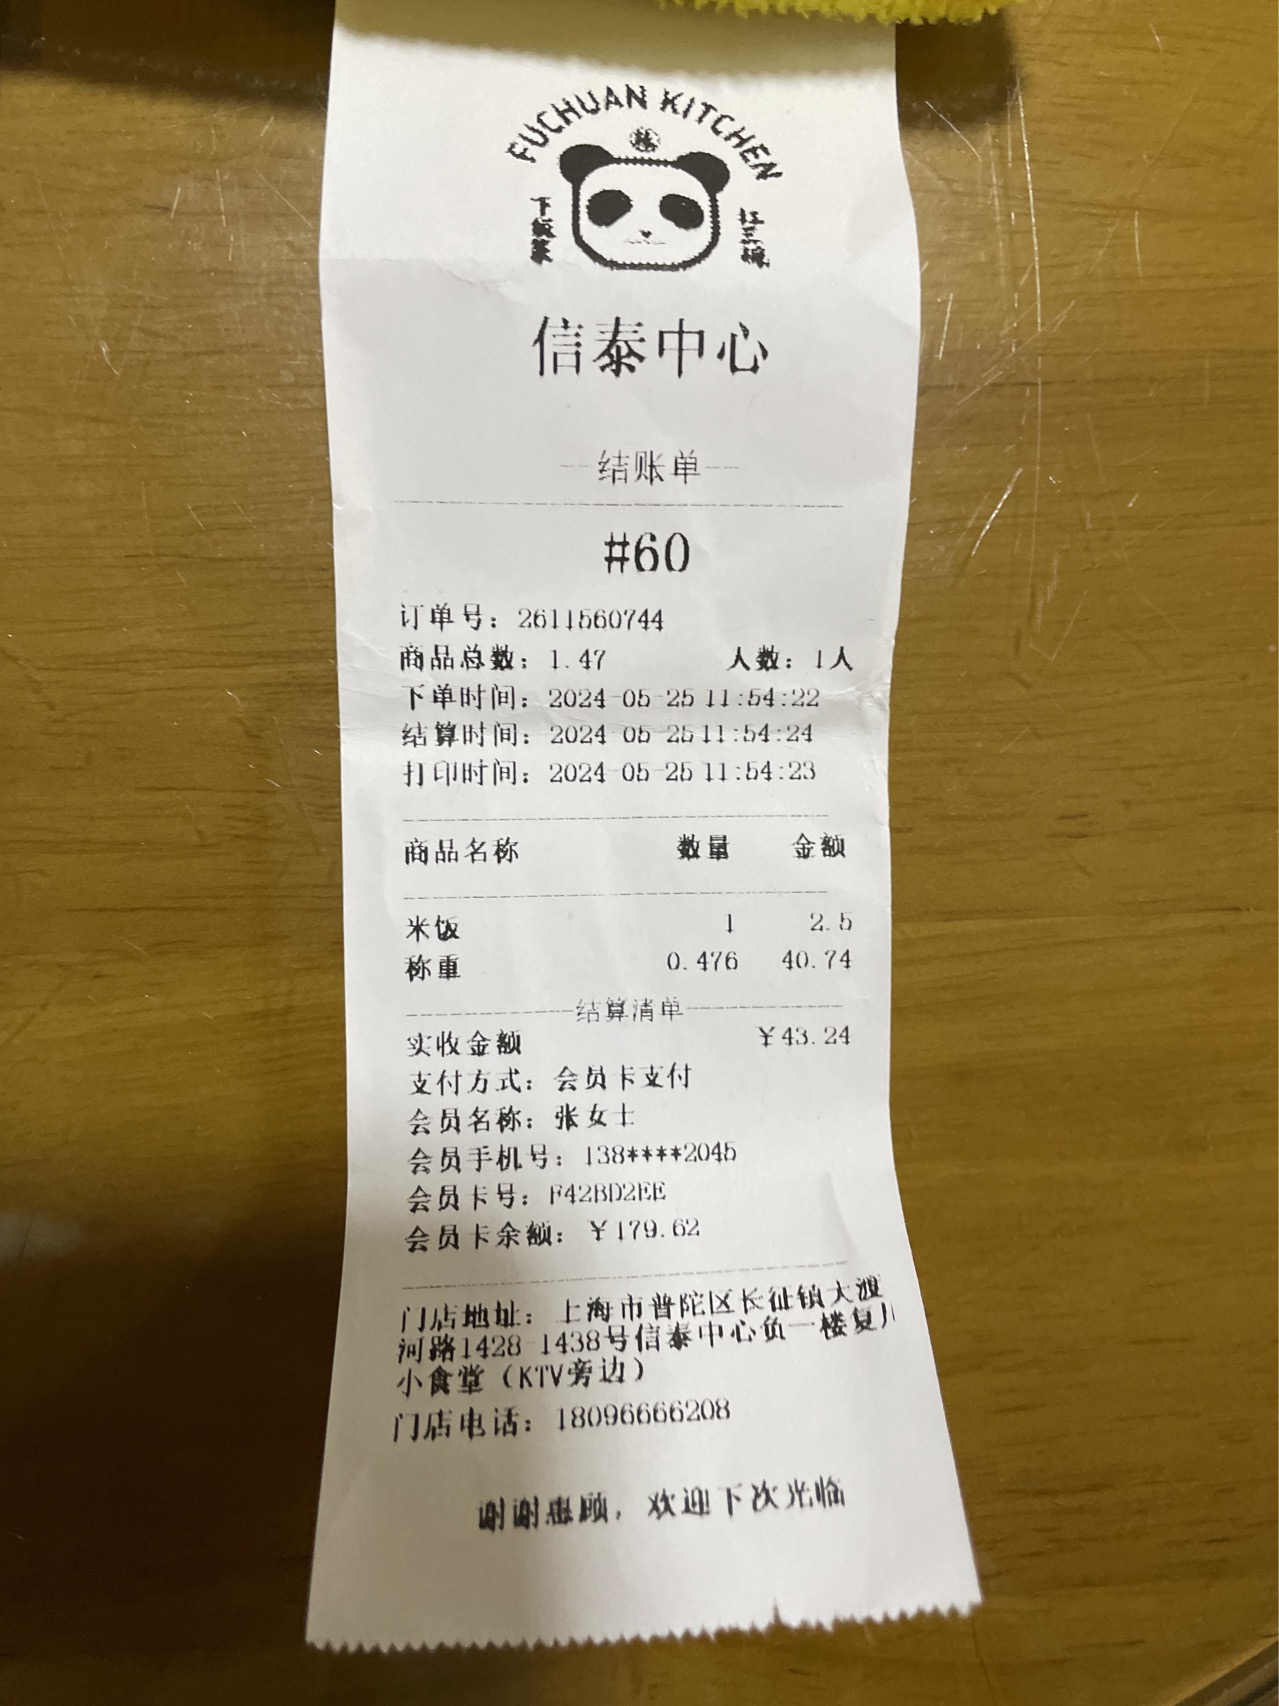 FUCHUAN KITCHEN
下飯菜
扛三碗
信泰中心
结账单
#60
订单号：2611560744
商品总数：1.47 人数：1人
下单时间：2024-05-25 11:54:22
结算时间：2024-05-25 11:54:24
打印时间：2024-05-25 11:54:23
商品名称 数量 金额
米饭 1 2.5
称重 0.476 40.74
结算清单
实收金额 ￥43.24
支付方式：会员卡支付
会员名称：张女士
会员手机号：138****2045
会员卡号：F42BD2EE
会员卡余额：￥179.62
门店地址：上海市普陀区长征镇大渡
河路1428-1438号信泰中心负一楼复川
小食堂（KTV旁边）
门店电话：18096666208
谢谢惠顾，欢迎下次光临